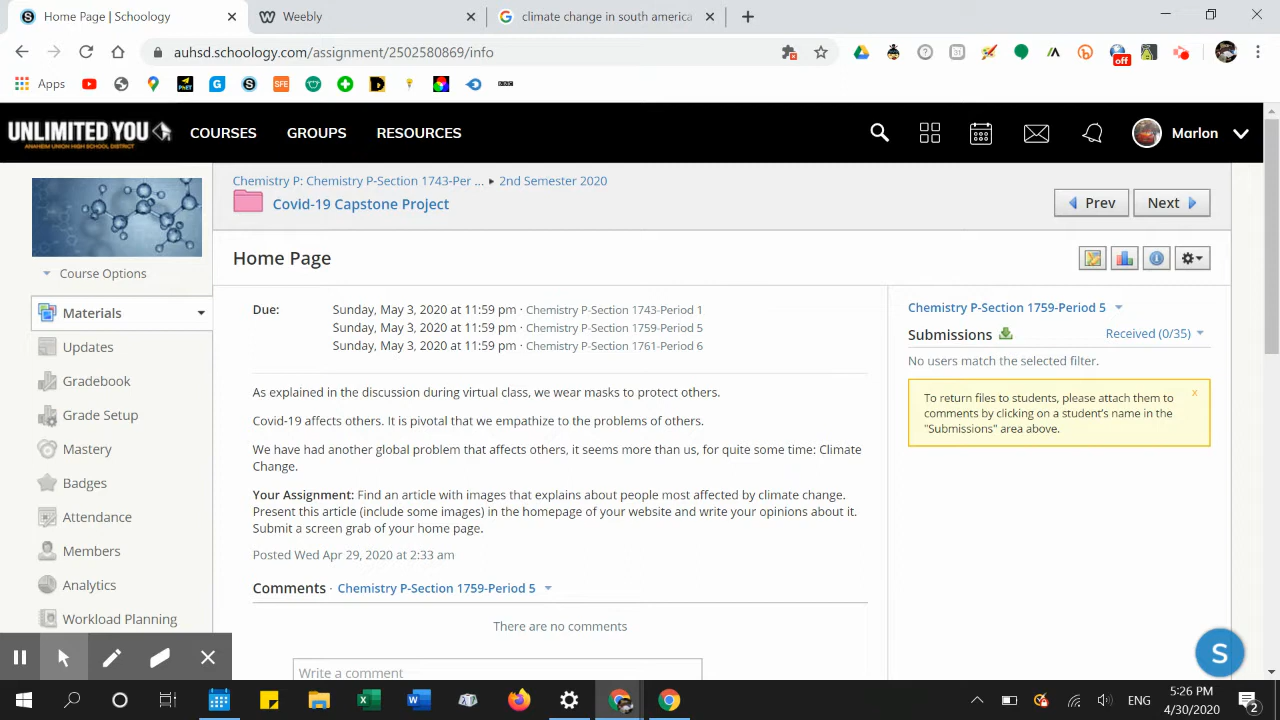 Home Page | Schoology
Weebly
climate change in south america
auhsd.schoology.com/assignment/2502580869/info
off
Apps
UNLIMITED YOU
ANAHEIM UNION HIGH SCHOOL DISTRICT
COURSES
GROUPS
RESOURCES
Marlon
Chemistry P: Chemistry P-Section 1743-Per ... 2nd Semester 2020
Covid-19 Capstone Project
Prev
Next
Course Options
Materials
Updates
Gradebook
Grade Setup
Mastery
Badges
Attendance
Members
Analytics
Workload Planning
Home Page
Due: Sunday, May 3, 2020 at 11:59 pm · Chemistry P-Section 1743-Period 1
Sunday, May 3, 2020 at 11:59 pm · Chemistry P-Section 1759-Period 5
Sunday, May 3, 2020 at 11:59 pm · Chemistry P-Section 1761-Period 6
As explained in the discussion during virtual class, we wear masks to protect others.
Covid-19 affects others. It is pivotal that we empathize to the problems of others.
We have had another global problem that affects others, it seems more than us, for quite some time: Climate
Change.
Your Assignment: Find an article with images that explains about people most affected by climate change.
Present this article (include some images) in the homepage of your website and write your opinions about it.
Submit a screen grab of your home page.
Posted Wed Apr 29, 2020 at 2:33 am
Comments · Chemistry P-Section 1759-Period 5
There are no comments
Write a comment
Chemistry P-Section 1759-Period 5
Submissions
Received (0/35)
No users match the selected filter.
To return files to students, please attach them to
comments by clicking on a student's name in the
"Submissions" area above.
x
S
ENG
5:26 PM
4/30/2020
2